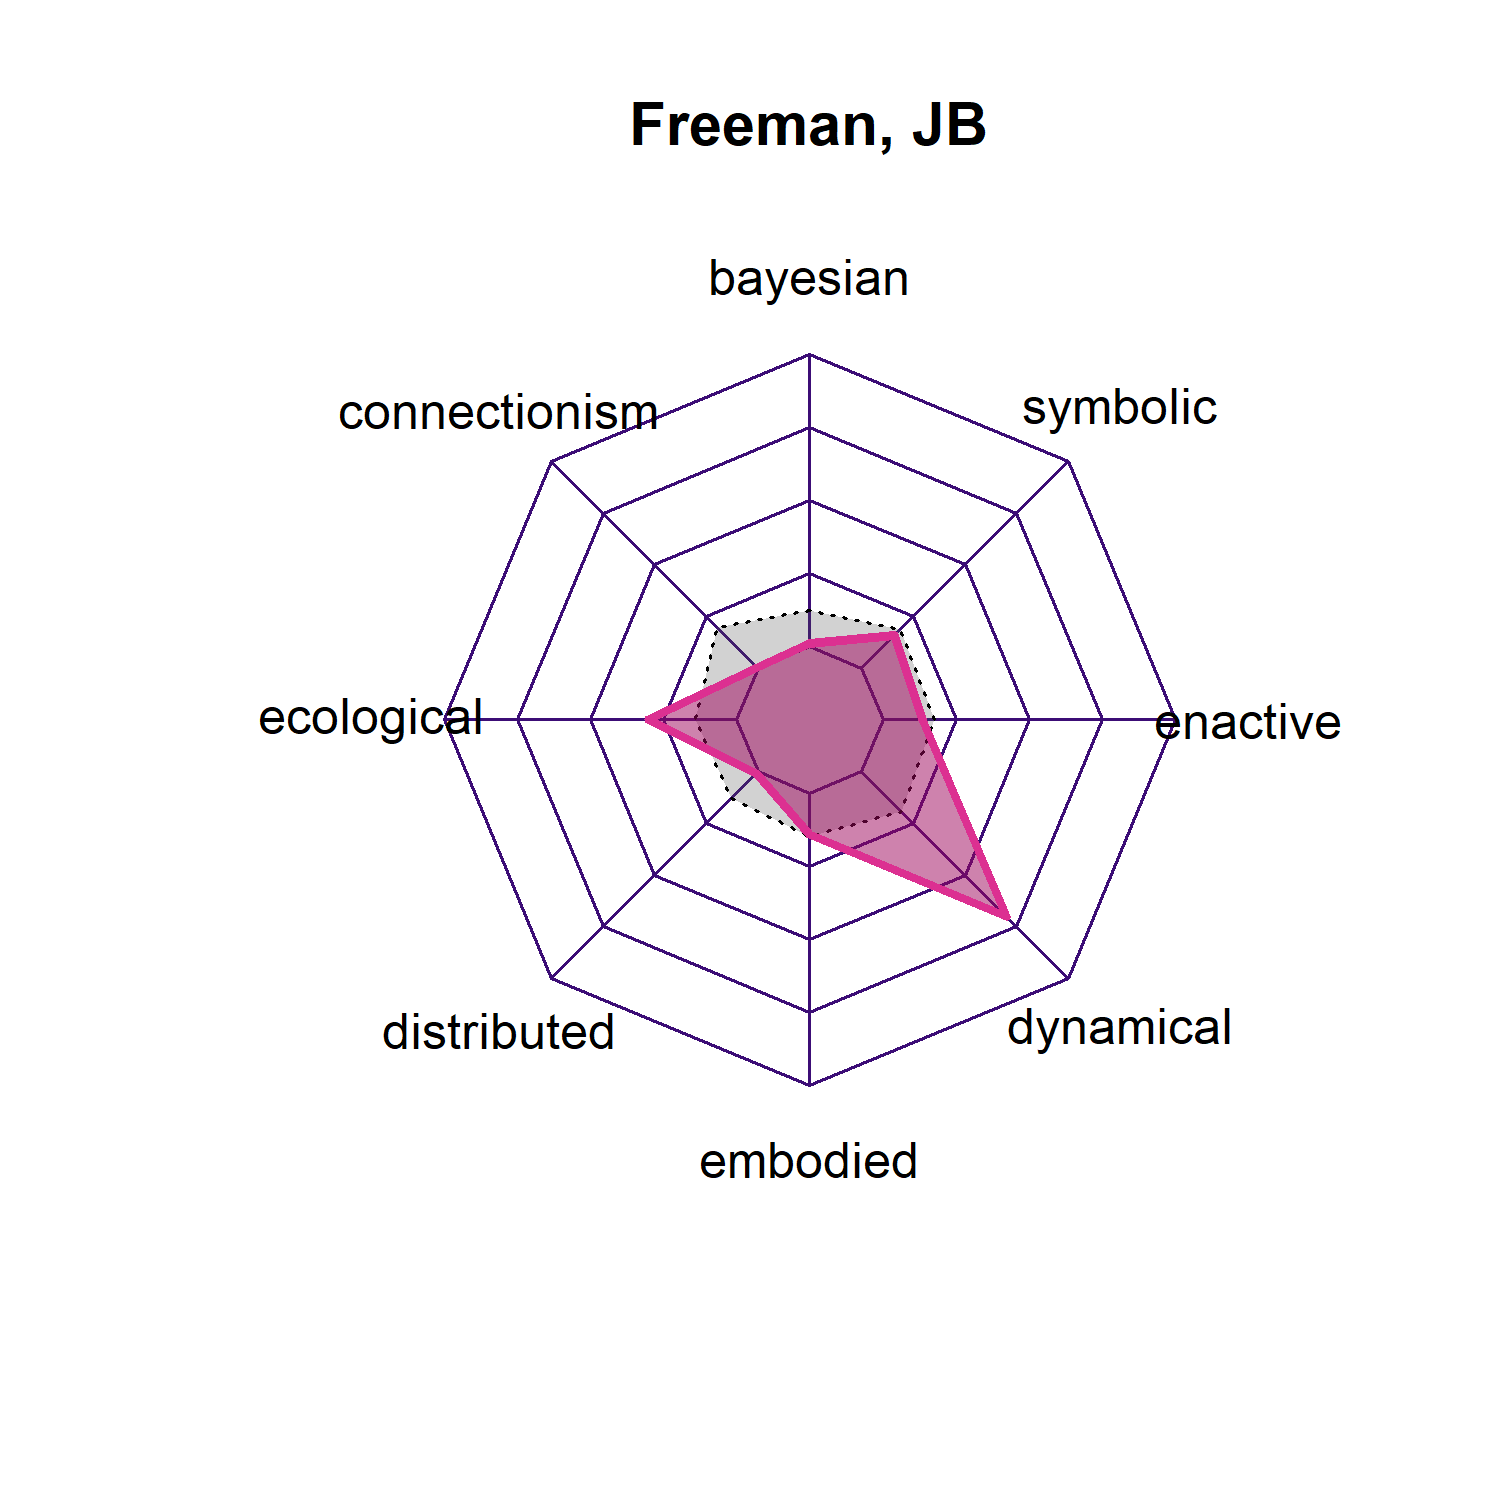 Freeman, JB
bayesian
symbolic
connectionism
ecological
enactive
distributed
dynamical
embodied